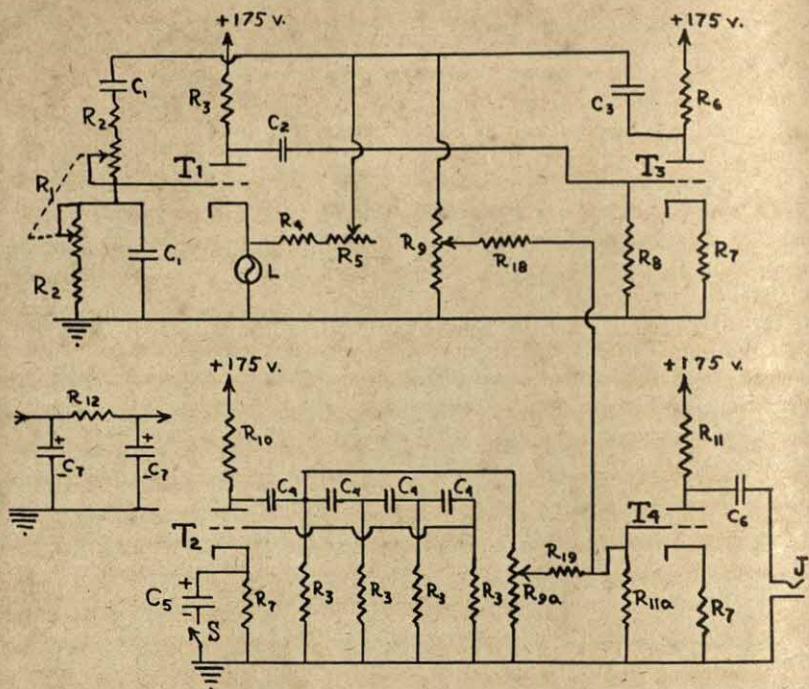 +175 v. +175 v.
C₁ R₃ C₃ R₆
R₂ C₂
R₁ T₁ T₃
R₄ R₉
R₅ R₁₈ R₈ R₇
R₂ C₁ L
+175 v. +175 v.
R₁₂
R₁₀ R₁₁
+ +
C₇ C₇ C₄ C₄ C₄ C₄ C₆
T₂ T₄
R₁₉ J
+
C₅ R₇ R₃ R₃ R₃ R₃ R₉ₐ R₁₁ₐ R₇
-
S